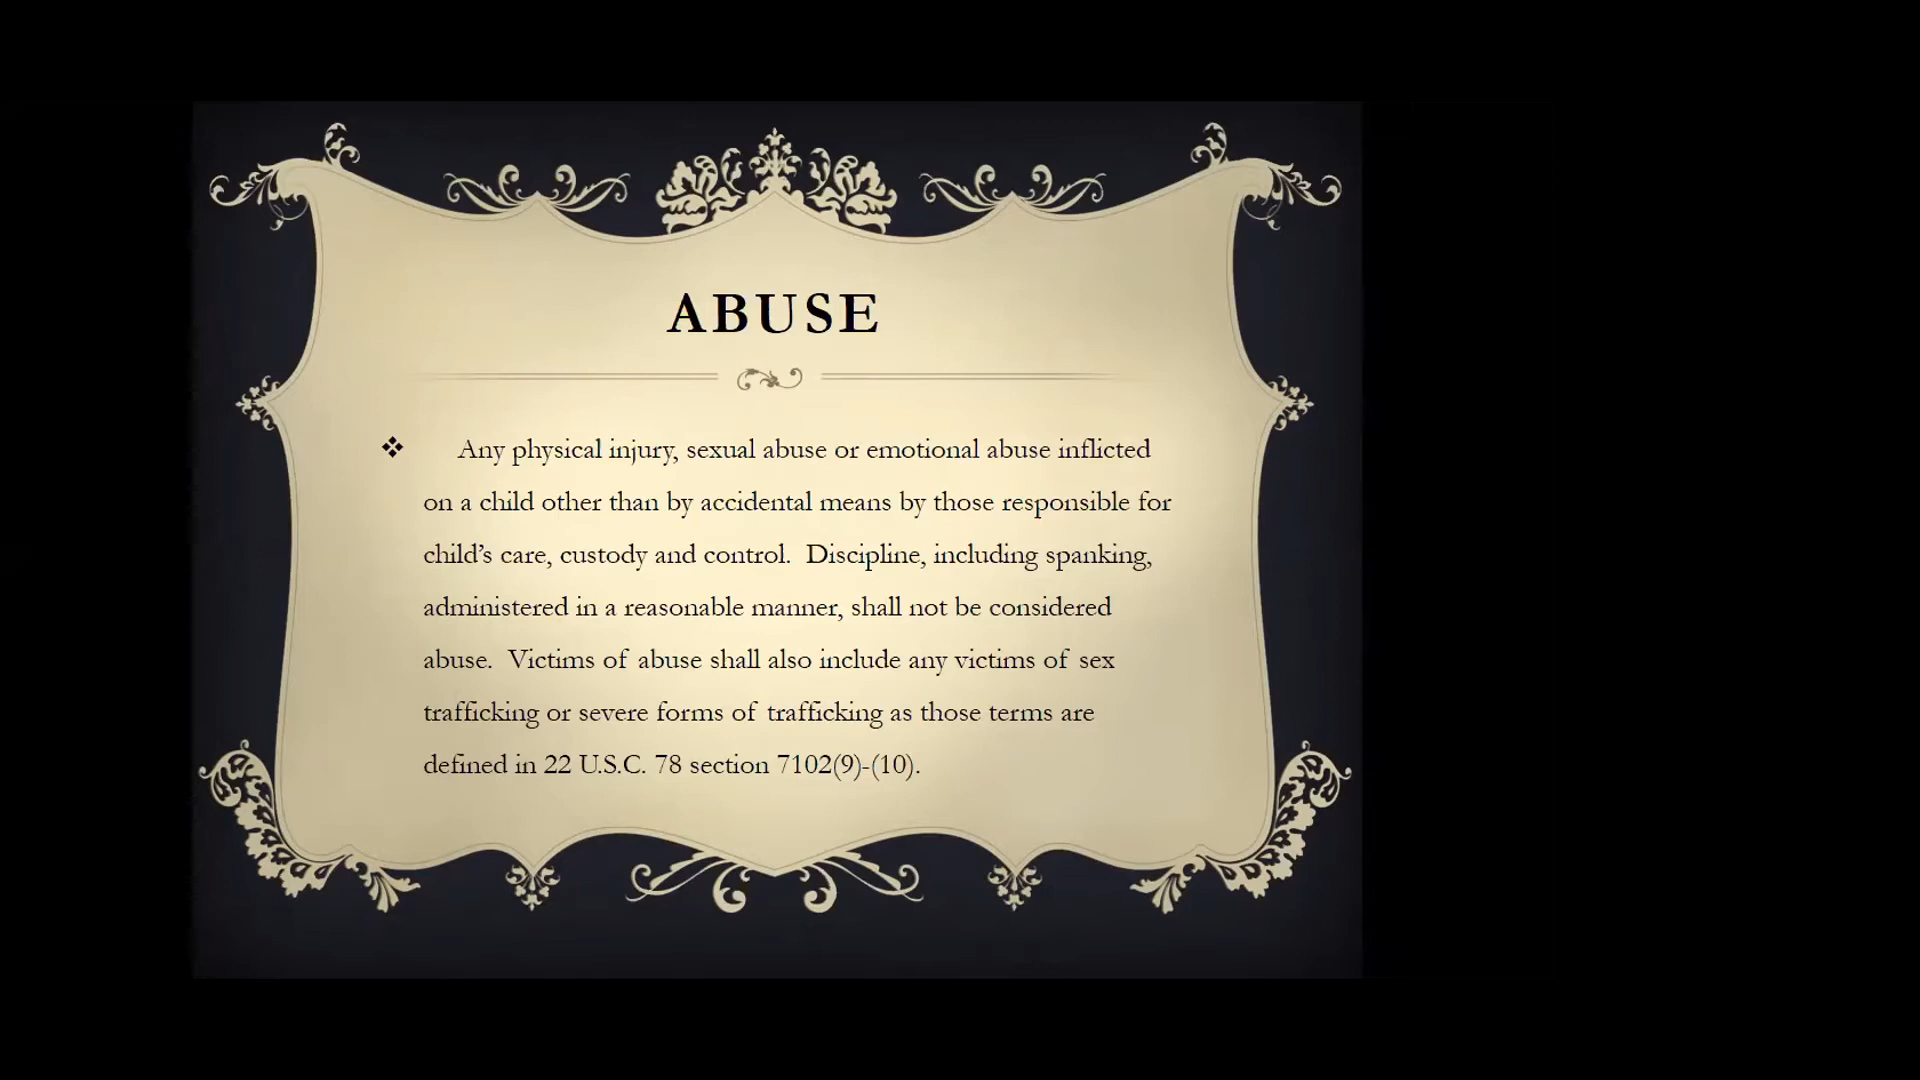 ABUSE
❖ Any physical injury, sexual abuse or emotional abuse inflicted
on a child other than by accidental means by those responsible for
child’s care, custody and control.  Discipline, including spanking,
administered in a reasonable manner, shall not be considered
abuse.  Victims of abuse shall also include any victims of sex
trafficking or severe forms of trafficking as those terms are
defined in 22 U.S.C. 78 section 7102(9)-(10).